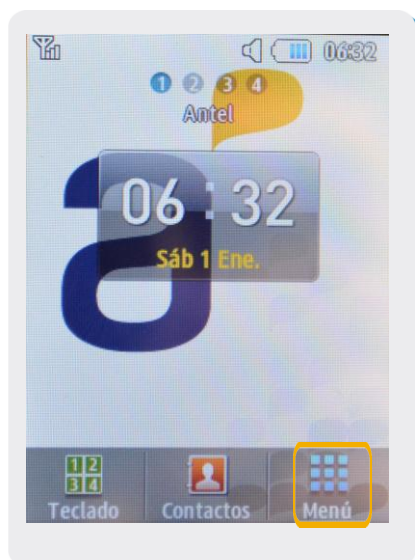 06:32
1 2 3 4
Antel
06:32
Sáb 1 Ene.
1 2
3 4
Teclado Contactos Menú